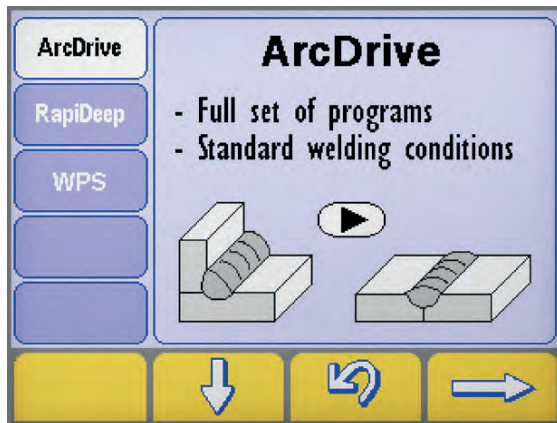 ArcDrive
RapiDeep
WPS
ArcDrive
- Full set of programs
- Standard welding conditions